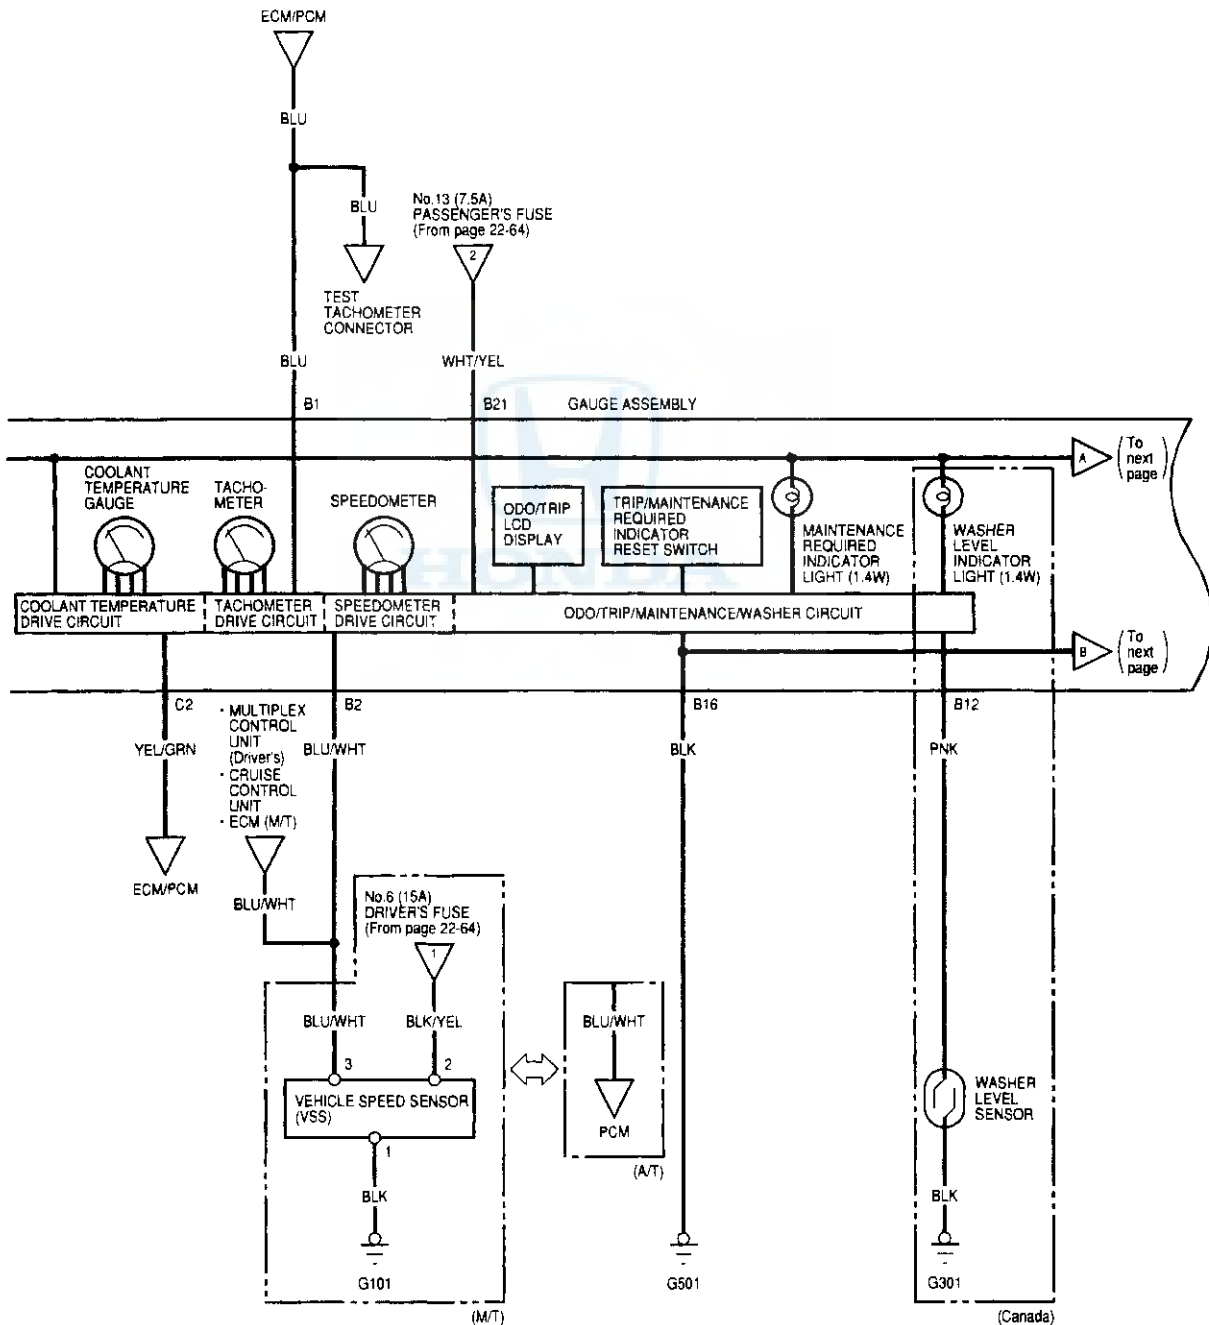 ECM/PCM
BLU
BLU
No.13 (7.5A)
PASSENGER'S FUSE
(From page 22-64)
2
TEST
TACHOMETER
CONNECTOR
BLU
WHT/YEL
B1
B21
GAUGE ASSEMBLY
A
(To
next
page)
COOLANT
TEMPERATURE
GAUGE
TACHO-
METER
SPEEDOMETER
ODO/TRIP
LCD
DISPLAY
TRIP/MAINTENANCE
REQUIRED
INDICATOR
RESET SWITCH
MAINTENANCE
REQUIRED
INDICATOR
LIGHT (1.4W)
WASHER
LEVEL
INDICATOR
LIGHT (1.4W)
HONDA
COOLANT TEMPERATURE
DRIVE CIRCUIT
TACHOMETER
DRIVE CIRCUIT
SPEEDOMETER
DRIVE CIRCUIT
ODO/TRIP/MAINTENANCE/WASHER CIRCUIT
B
(To
next
page)
C2
B2
B16
B12
YEL/GRN
• MULTIPLEX
CONTROL
UNIT
(Driver's)
• CRUISE
CONTROL
UNIT
• ECM (M/T)
BLU/WHT
BLK
PNK
ECM/PCM
BLU/WHT
No.6 (15A)
DRIVER'S FUSE
(From page 22-64)
1
BLU/WHT
BLK/YEL
BLU/WHT
3
2
VEHICLE SPEED SENSOR
(VSS)
1
PCM
(A/T)
WASHER
LEVEL
SENSOR
BLK
BLK
G101
G501
G301
(M/T)
(Canada)